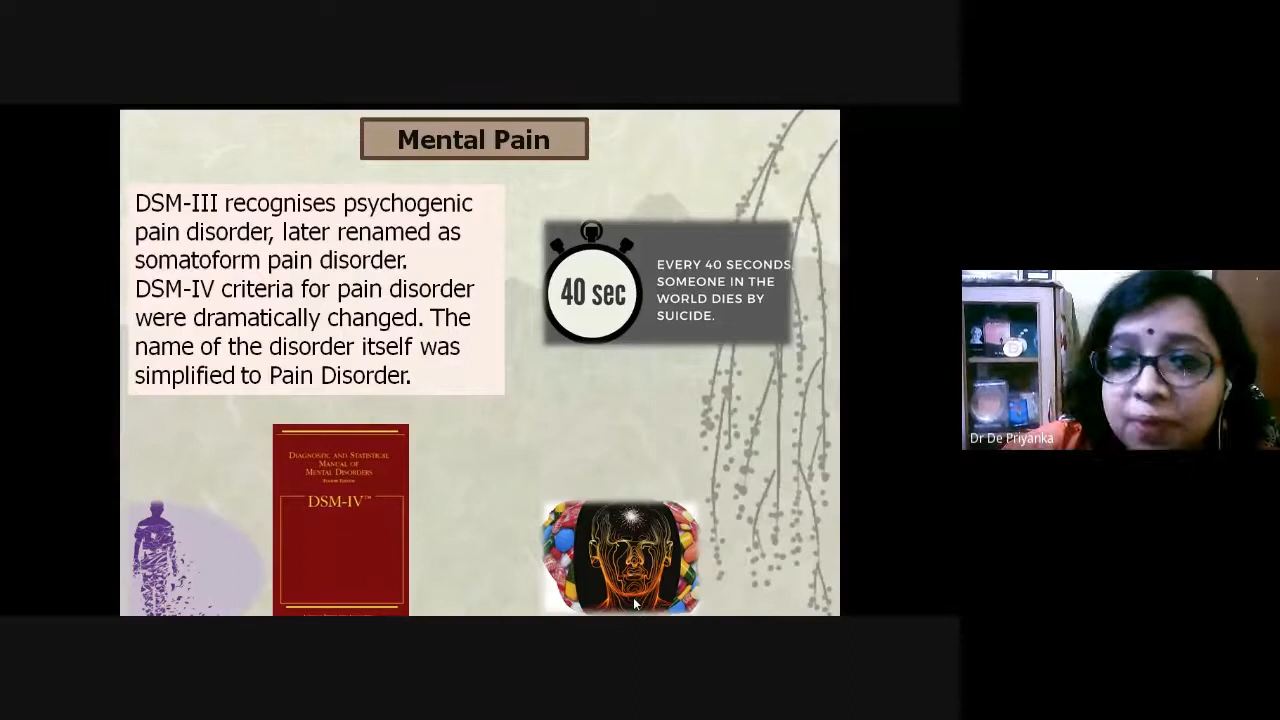 Mental Pain
DSM-III recognises psychogenic
pain disorder, later renamed as
somatoform pain disorder.
DSM-IV criteria for pain disorder
were dramatically changed. The
name of the disorder itself was
simplified to Pain Disorder.
40 sec
EVERY 40 SECONDS,
SOMEONE IN THE
WORLD DIES BY
SUICIDE.
DIAGNOSTIC AND STATISTICAL
MANUAL OF
MENTAL DISORDERS
FOURTH EDITION
DSM-IV™
Dr De Priyanka